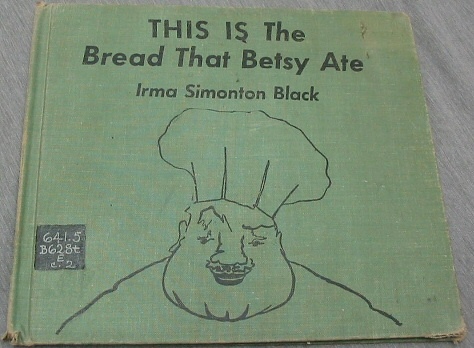 THIS IS The
Bread That Betsy Ate
Irma Simonton Black
641.5
B628t
E
c.2